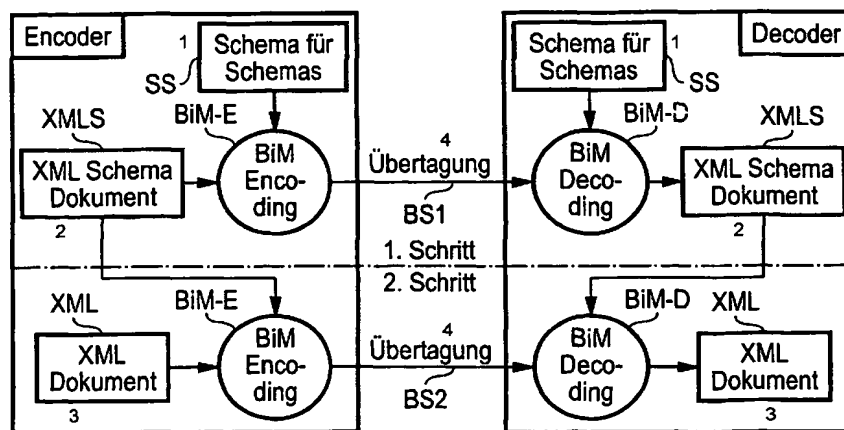 Encoder
1
Schema für
Schemas
SS
XMLS
BiM-E
XML Schema
Dokument
2
BiM
Enco-
ding
4
Übertagung
BS1
1
Schema für
Schemas
SS
Decoder
BiM-D
XMLS
BiM
Deco-
ding
XML Schema
Dokument
2
1. Schritt
2. Schritt
XML
BiM-E
XML
Dokument
3
BiM
Enco-
ding
4
Übertagung
BS2
BiM-D
XML
BiM
Deco-
ding
XML
Dokument
3